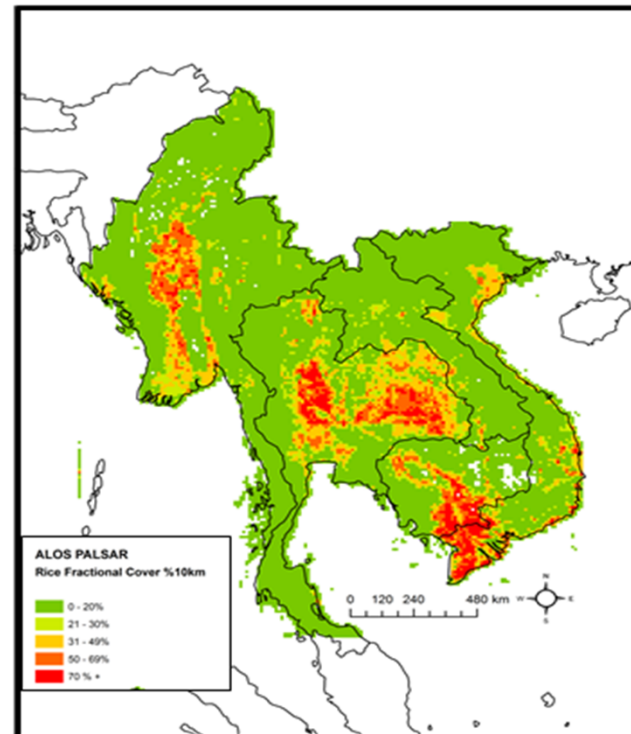 ALOS PALSAR
Rice Fractional Cover %10km
0 - 20%
21 - 30%
31 - 49%
50 - 69%
70 % +
0 120 240 480 km
N
W E
S